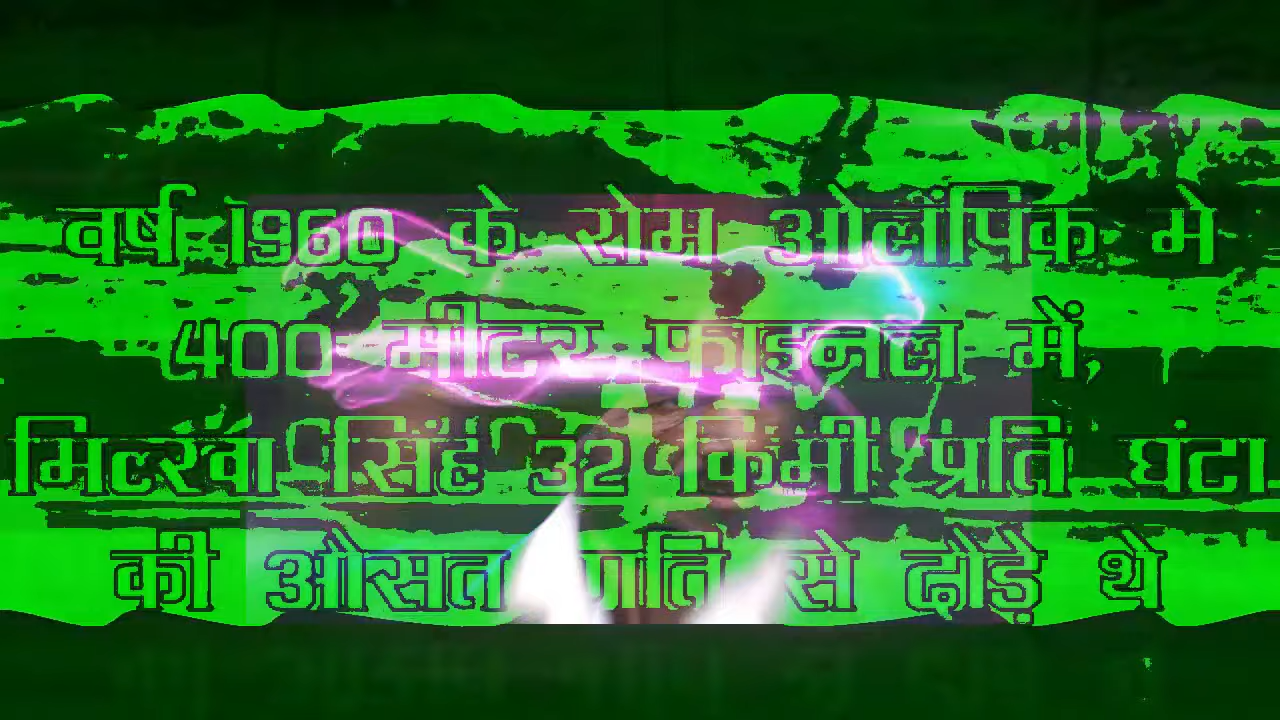 वर्ष 1960 के रोम ओलंपिक मे
400 मीटर फाइनल में,
मिल्खा सिंह 32 किमी प्रति घंटा
की औसत गति से दौड़े थे